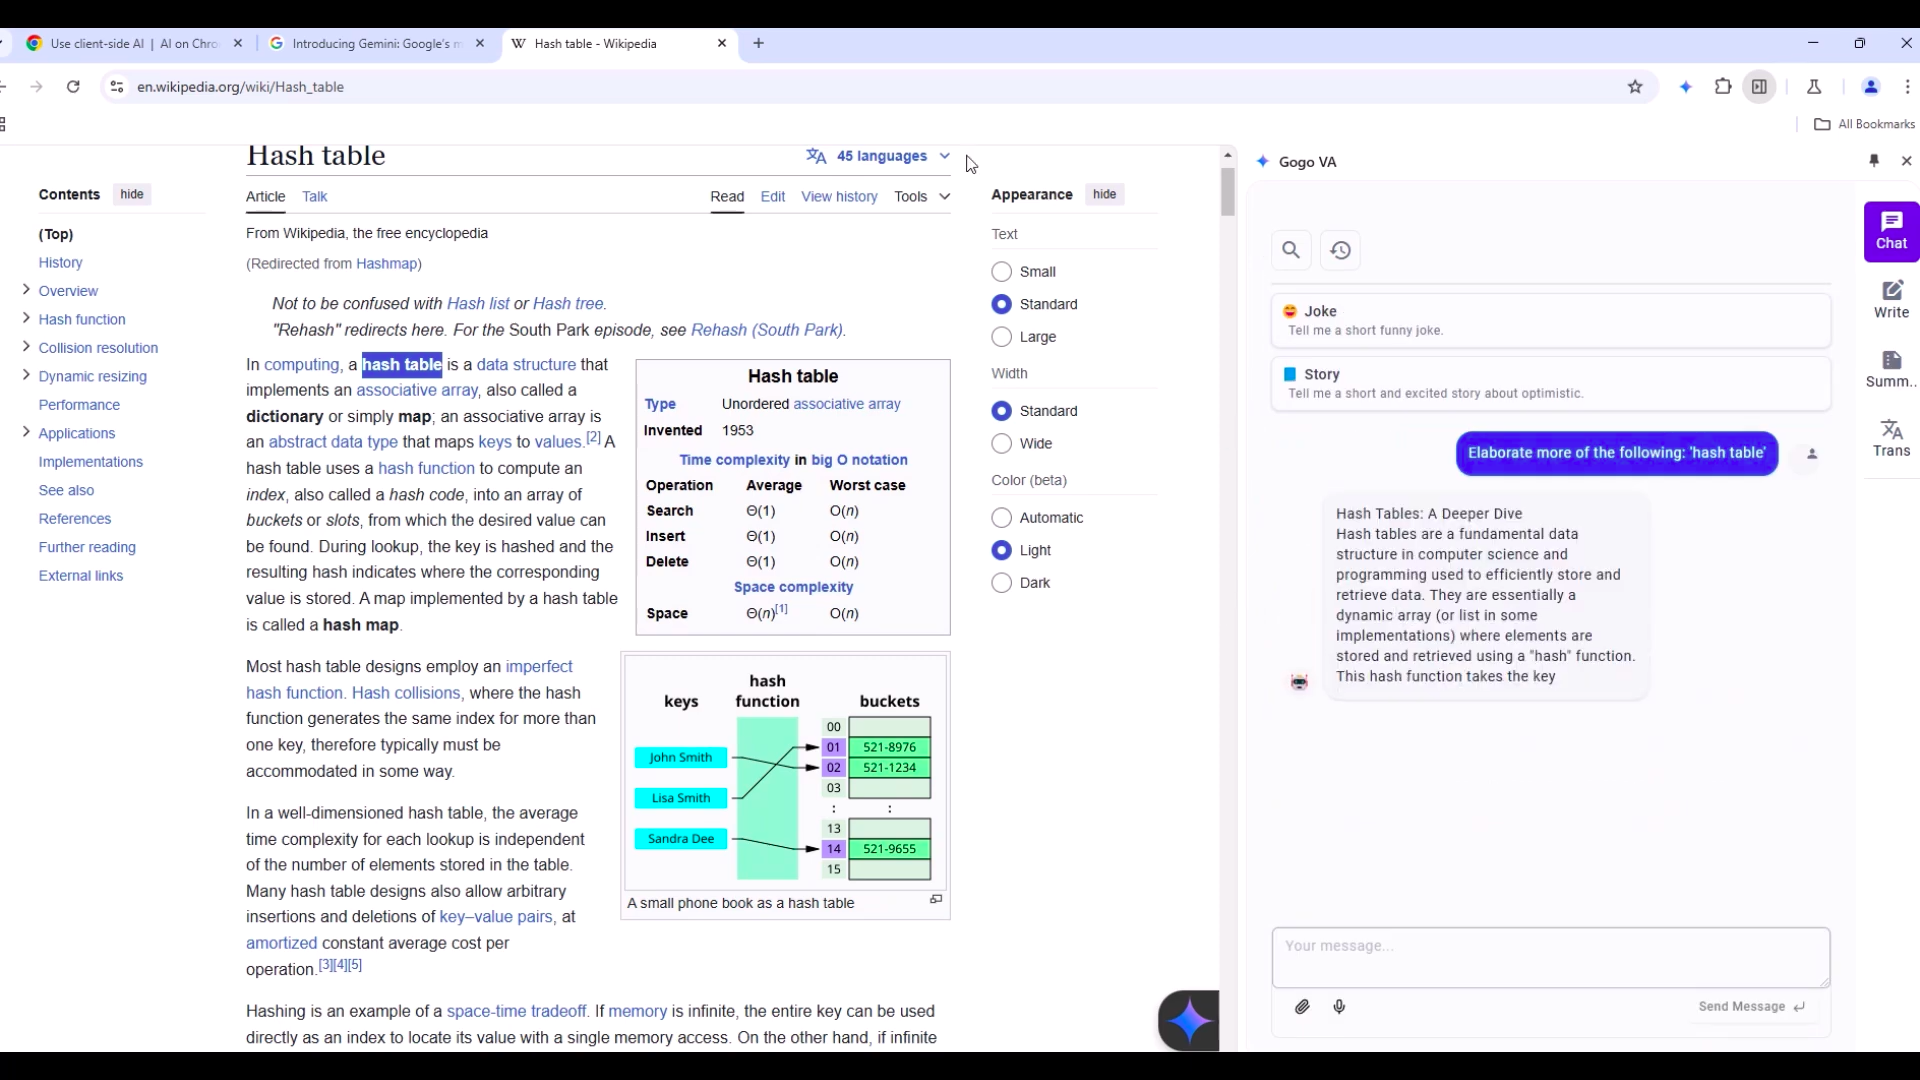 Use client-side AI | AI on Chro
Introducing Gemini: Google's m
Hash table - Wikipedia
en.wikipedia.org/wiki/Hash_table
All Bookmarks
Hash table
45 languages
Contents hide
Article Talk
Read Edit View history Tools
(Top)
History
Overview
Hash function
Collision resolution
Dynamic resizing
Performance
Applications
Implementations
See also
References
Further reading
External links
From Wikipedia, the free encyclopedia
(Redirected from Hashmap)
Not to be confused with Hash list or Hash tree.
"Rehash" redirects here. For the South Park episode, see Rehash (South Park).
In computing, a hash table is a data structure that
implements an associative array, also called a
dictionary or simply map; an associative array is
an abstract data type that maps keys to values.[2] A
hash table uses a hash function to compute an
index, also called a hash code, into an array of
buckets or slots, from which the desired value can
be found. During lookup, the key is hashed and the
resulting hash indicates where the corresponding
value is stored. A map implemented by a hash table
is called a hash map.
Most hash table designs employ an imperfect
hash function. Hash collisions, where the hash
function generates the same index for more than
one key, therefore typically must be
accommodated in some way.
In a well-dimensioned hash table, the average
time complexity for each lookup is independent
of the number of elements stored in the table.
Many hash table designs also allow arbitrary
insertions and deletions of key–value pairs, at
amortized constant average cost per
operation.[3][4][5]
Hashing is an example of a space-time tradeoff. If memory is infinite, the entire key can be used
directly as an index to locate its value with a single memory access. On the other hand, if infinite
Hash table
Type Unordered associative array
Invented 1953
Time complexity in big O notation
Operation Average Worst case
Search Θ(1) O(n)
Insert Θ(1) O(n)
Delete Θ(1) O(n)
Space complexity
Space Θ(n)[1] O(n)
keys
hash
function
buckets
John Smith
Lisa Smith
Sandra Dee
00
01 521-8976
02 521-1234
03
: :
13
14 521-9655
15
A small phone book as a hash table
Appearance hide
Text
Small
Standard
Large
Width
Standard
Wide
Color (beta)
Automatic
Light
Dark
Gogo VA
Joke
Tell me a short funny joke.
Story
Tell me a short and excited story about optimistic.
Elaborate more of the following: 'hash table'
Hash Tables: A Deeper Dive
Hash tables are a fundamental data
structure in computer science and
programming used to efficiently store and
retrieve data. They are essentially a
dynamic array (or list in some
implementations) where elements are
stored and retrieved using a "hash" function.
This hash function takes the key
Your message...
Send Message
Chat
Write
Summ..
Trans